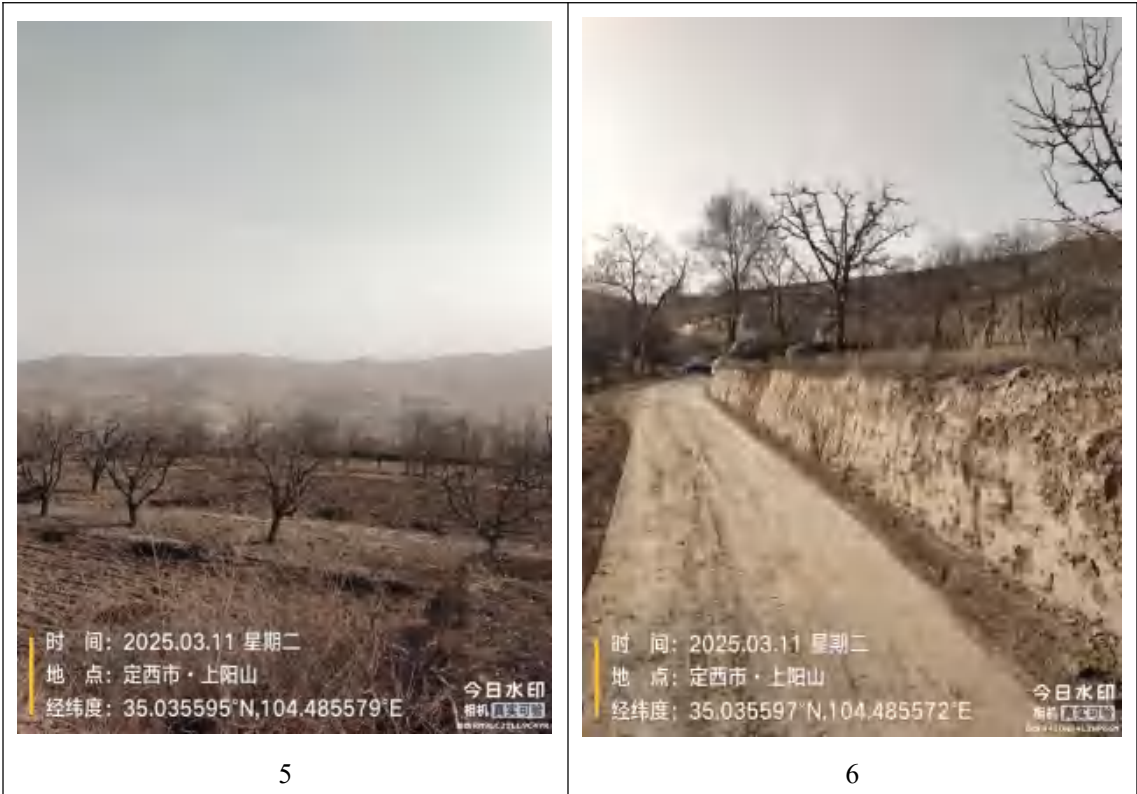 时 间：2025.03.11 星期二
地 点：定西市·上阳山
经纬度：35.035595°N,104.485579°E
今日水印
相机 真实可验
5
时 间：2025.03.11 星期二
地 点：定西市·上阳山
经纬度：35.035597°N,104.485572°E
今日水印
相机 真实可验
6